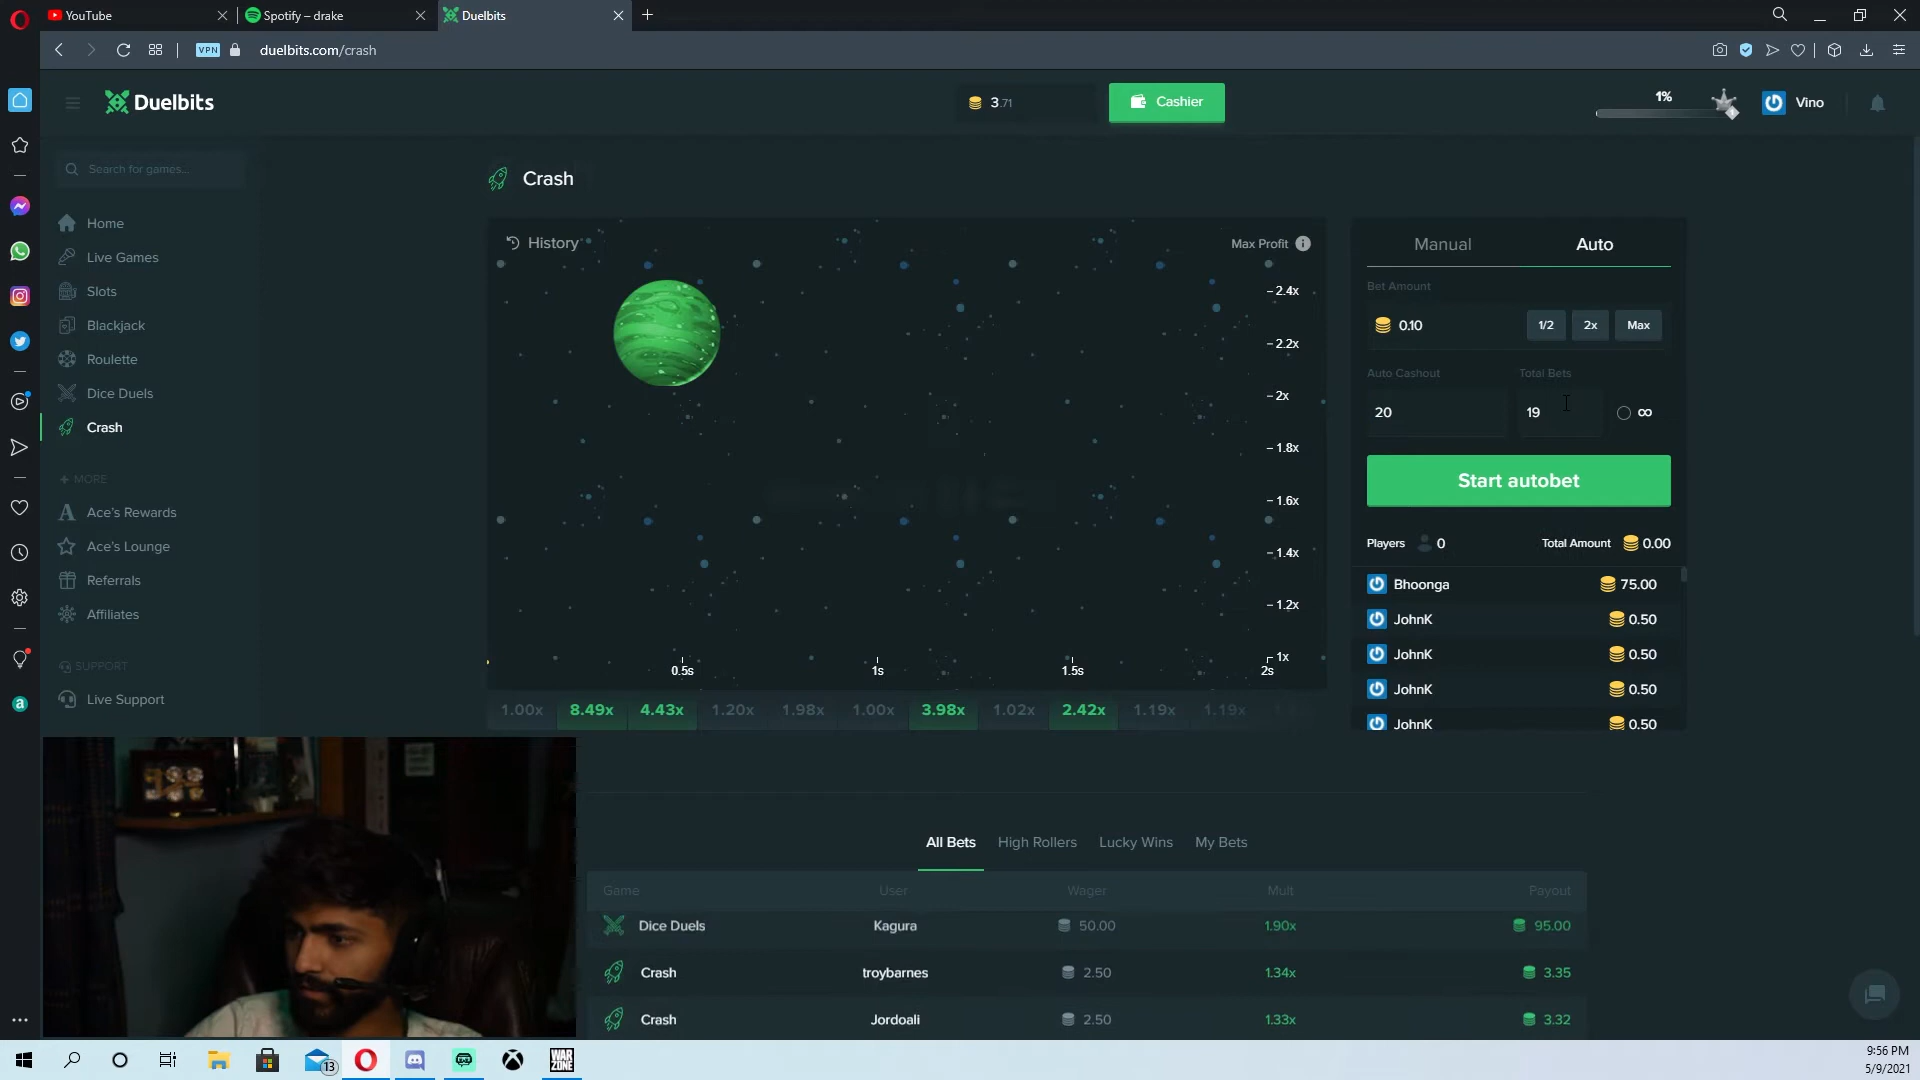 YouTube
Spotify – drake
Duelbits
VPN
duelbits.com/crash
Duelbits
3.71
Cashier
1%
Vino
Search for games...
Home
Live Games
Slots
Blackjack
Roulette
Dice Duels
Crash
MORE
Ace's Rewards
Ace's Lounge
Referrals
Affiliates
SUPPORT
Live Support
Crash
History
Max Profit
2.4x
2.2x
2x
1.8x
1.6x
1.4x
1.2x
1x
0.5s
1s
1.5s
2s
1.00x 8.49x 4.43x 1.20x 1.98x 1.00x 3.98x 1.02x 2.42x 1.19x 1.19x
Manual Auto
Bet Amount
0.10 1/2 2x Max
Auto Cashout Total Bets
20 19 ∞
Start autobet
Players 0 Total Amount 0.00
Bhoonga 75.00
JohnK 0.50
JohnK 0.50
JohnK 0.50
JohnK 0.50
All Bets High Rollers Lucky Wins My Bets
Game User Wager Mult Payout
Dice Duels Kagura 50.00 1.90x 95.00
Crash troybarnes 2.50 1.34x 3.35
Crash Jordoali 2.50 1.33x 3.32
13
WAR
ZONE
9:56 PM
5/9/2021